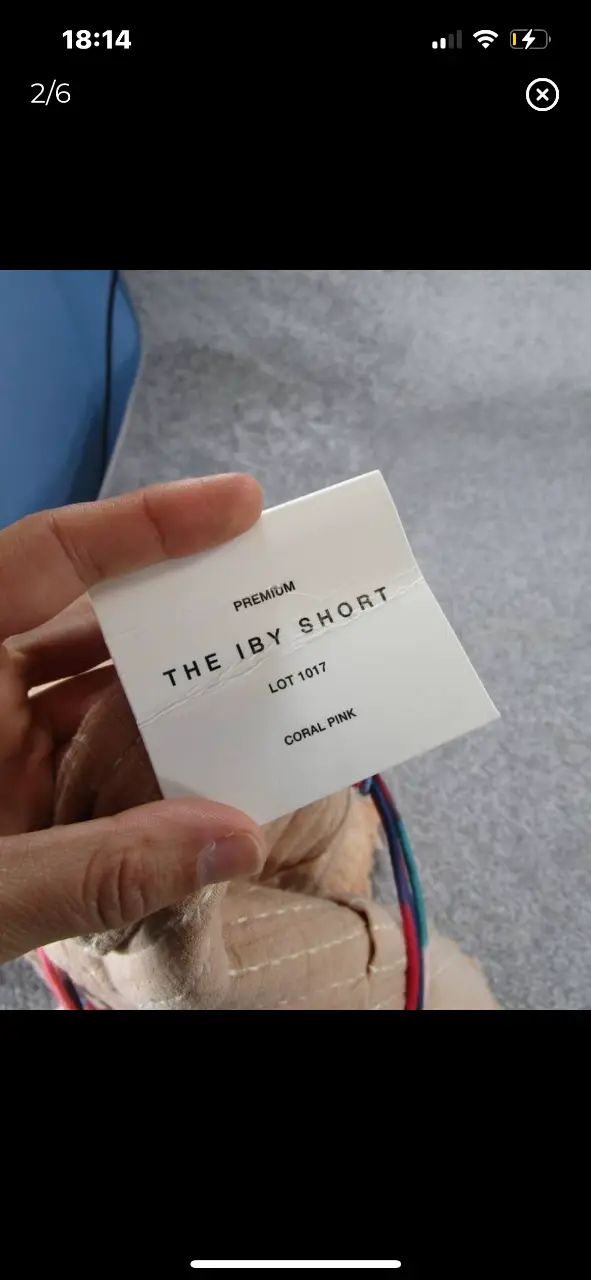 18:14
2/6
PREMIUM
THE IBY SHORT
LOT 1017
CORAL PINK